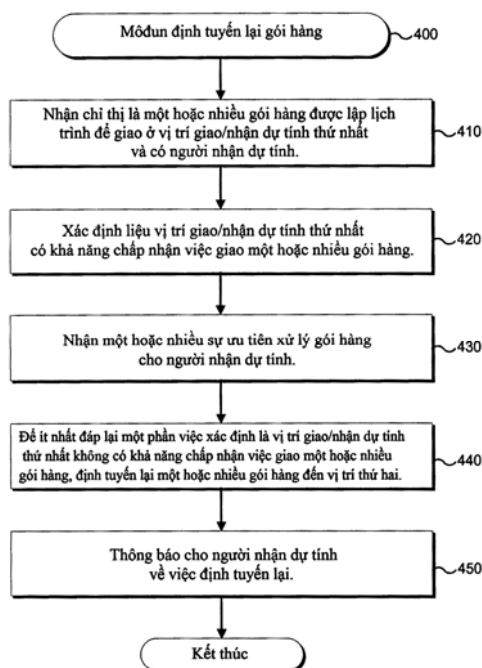 Môđun định tuyến lại gói hàng
400
Nhận chỉ thị là một hoặc nhiều gói hàng được lập lịch
trình để giao ở vị trí giao/nhận dự tính thứ nhất
và có người nhận dự tính.
410
Xác định liệu vị trí giao/nhận dự tính thứ nhất
có khả năng chấp nhận việc giao một hoặc nhiều gói hàng.
420
Nhận một hoặc nhiều sự ưu tiên xử lý gói hàng
cho người nhận dự tính.
430
Để ít nhất đáp lại một phần việc xác định là vị trí giao/nhận dự tính
thứ nhất không có khả năng chấp nhận việc giao một hoặc nhiều
gói hàng, định tuyến lại một hoặc nhiều gói hàng đến vị trí thứ hai.
440
Thông báo cho người nhận dự tính
về việc định tuyến lại.
450
Kết thúc